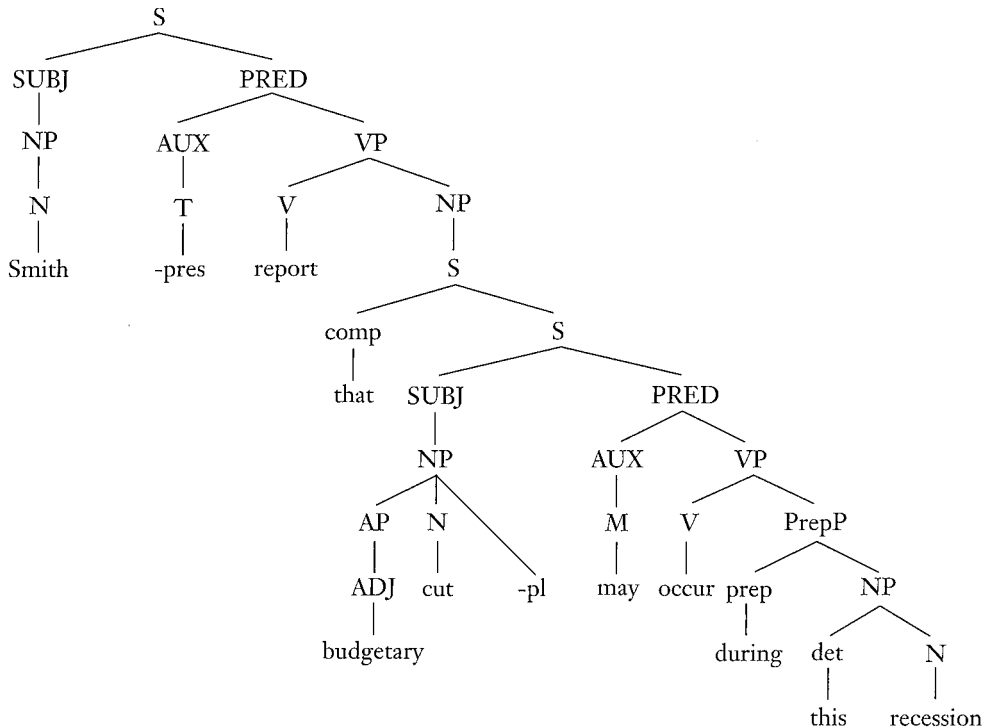 S
SUBJ PRED
NP AUX VP
N T V NP
Smith -pres report S
comp S
that SUBJ PRED
NP AUX VP
AP N M V PrepP
ADJ cut -pl may occur prep NP
budgetary during det N
this recession